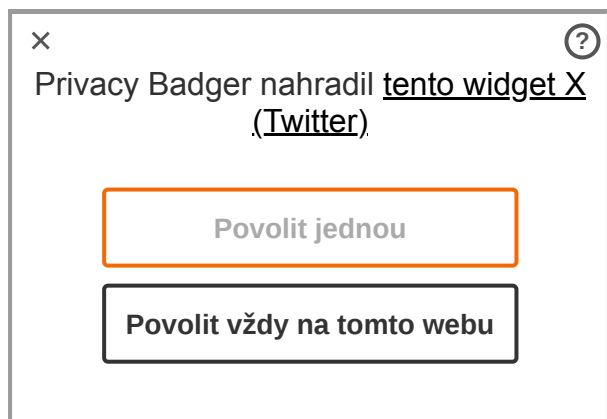 ×
?
Privacy Badger nahradil tento widget X
(Twitter)
Povolit jednou
Povolit vždy na tomto webu